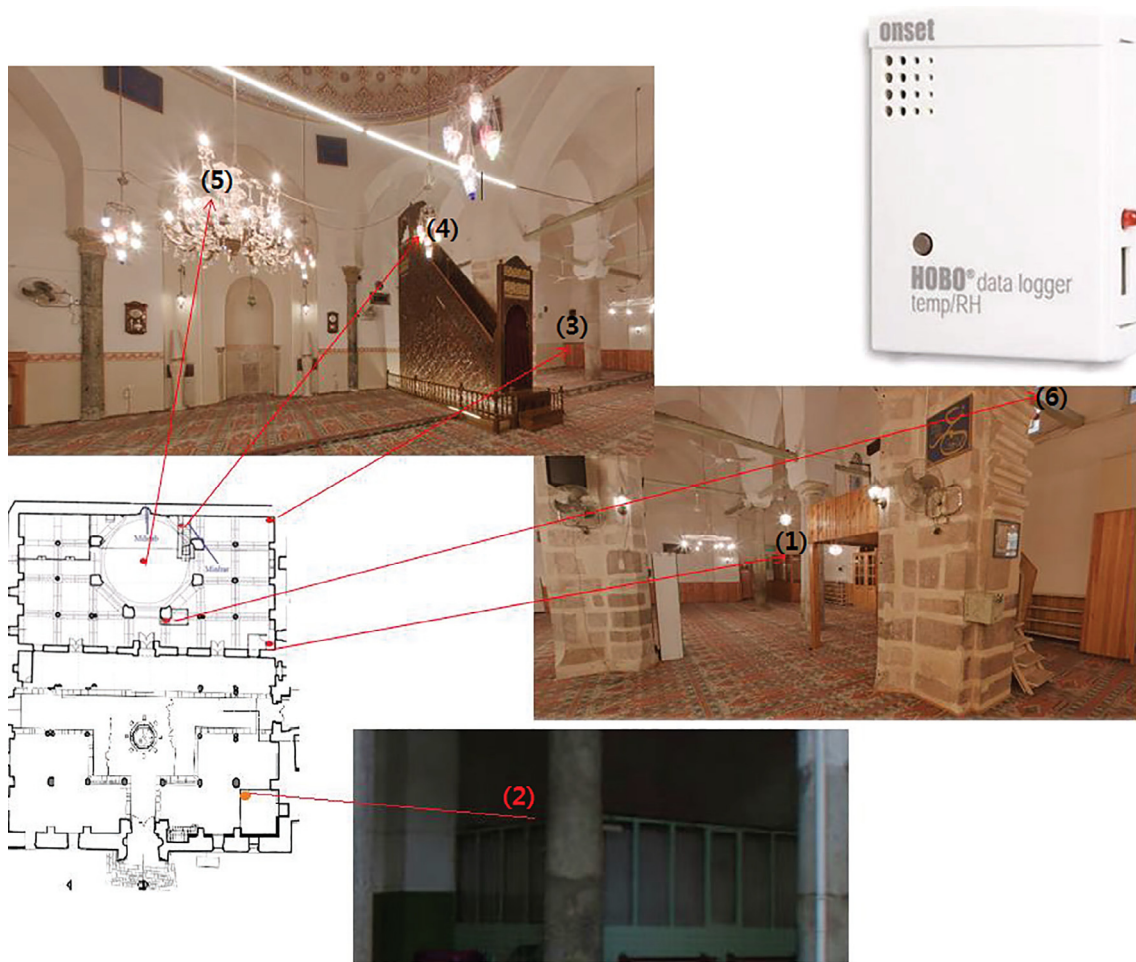 onset
HOBO® data logger
temp/RH
(5)
(4)
(3)
(6)
(1)
Mihrab
Minbar
(2)